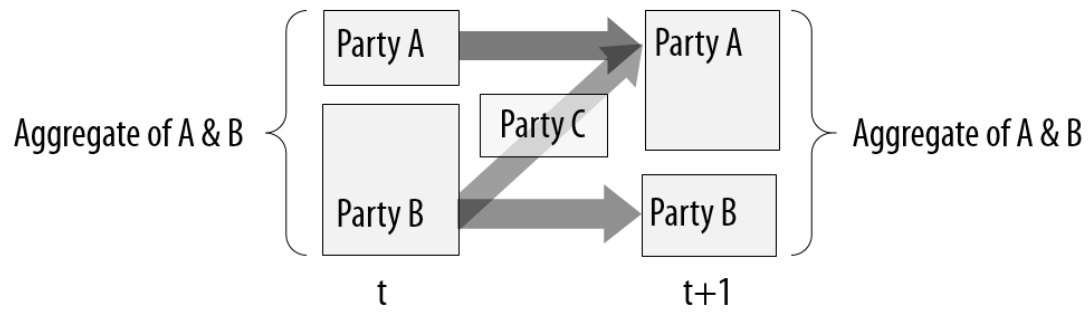 Party A
Party A
Aggregate of A & B
Party C
Aggregate of A & B
Party B
Party B
t
t+1